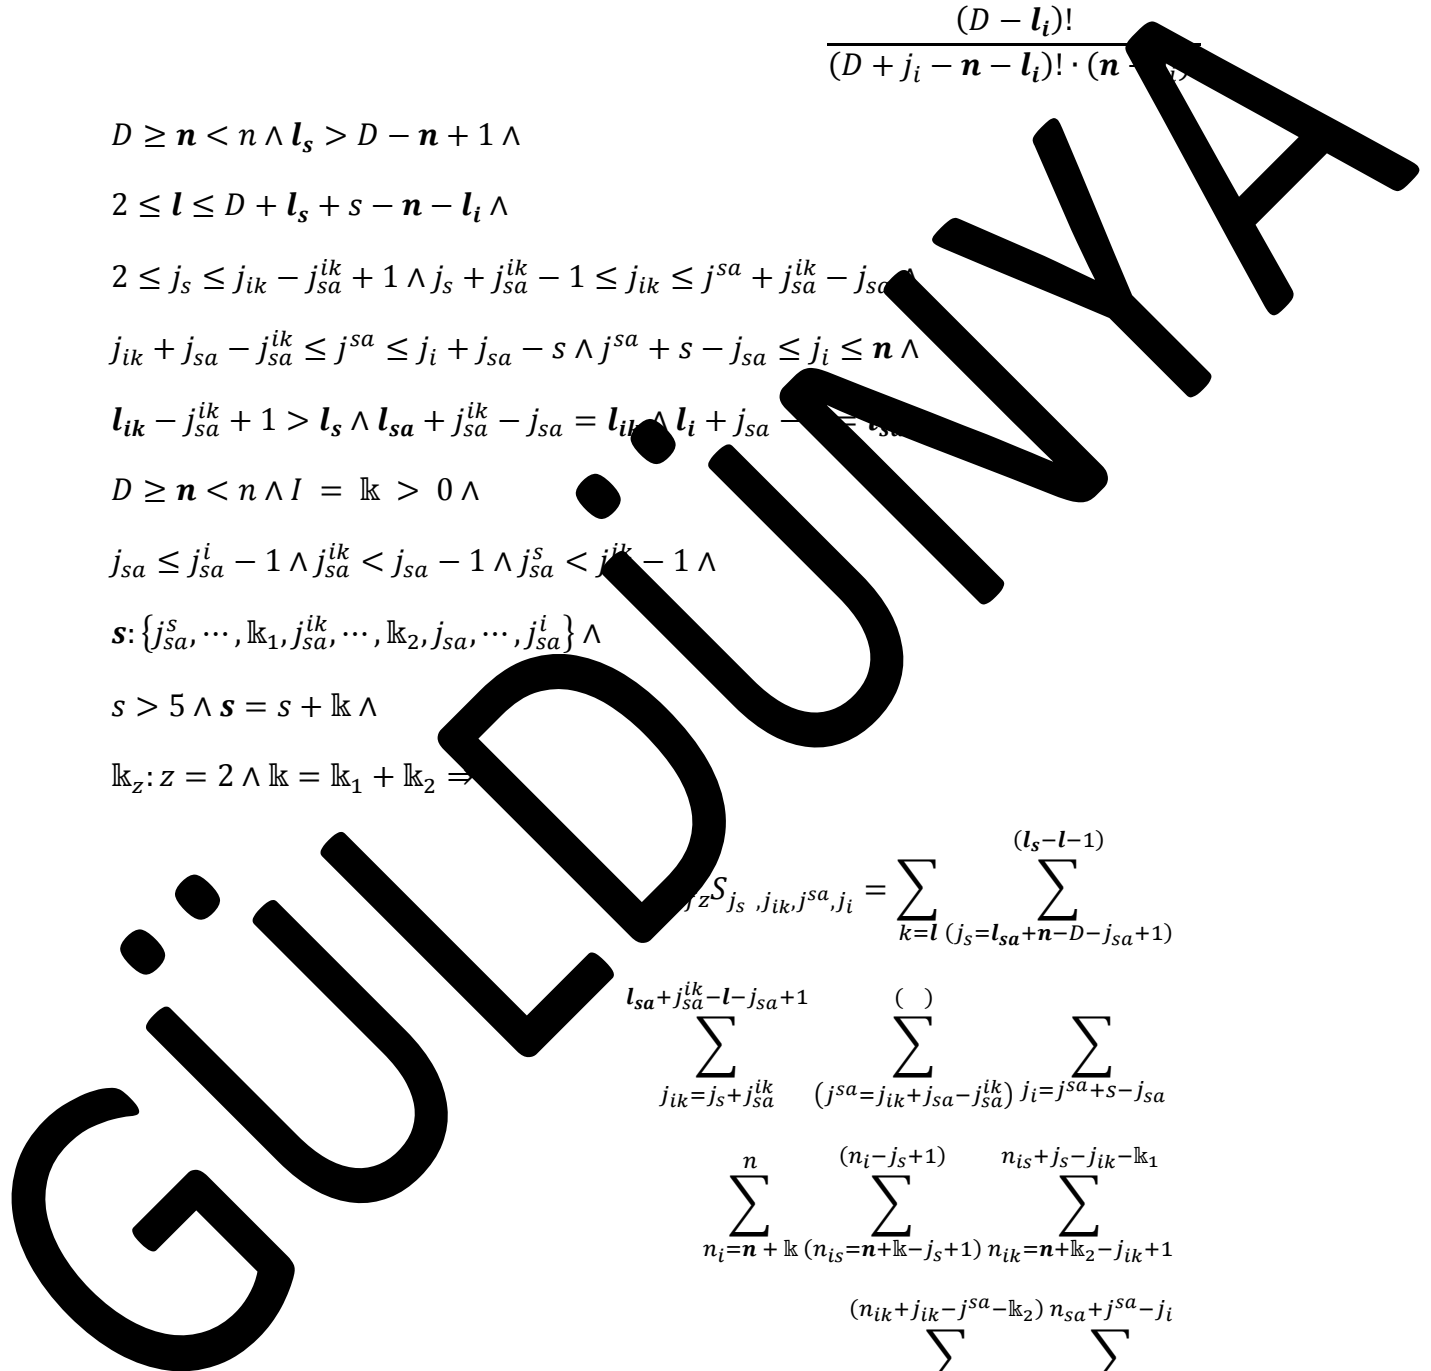 (D − l_i)!
(D + j_i − n − l_i)! · (n
D ≥ n < n ∧ l_s > D − n + 1 ∧
2 ≤ l ≤ D + l_s + s − n − l_i ∧
2 ≤ j_s ≤ j_ik − j_sa^ik + 1 ∧ j_s + j_sa^ik − 1 ≤ j_ik ≤ j^sa + j_sa^ik − j_sa ∧
j_ik + j_sa − j_sa^ik ≤ j^sa ≤ j_i + j_sa − s ∧ j^sa + s − j_sa ≤ j_i ≤ n ∧
l_ik − j_sa^ik + 1 > l_s ∧ l_sa + j_sa^ik − j_sa = l_ik ∧ l_i + j_sa − = l_sa
D ≥ n < n ∧ I = 𝕜 > 0 ∧
j_sa ≤ j_sa^i − 1 ∧ j_sa^ik < j_sa − 1 ∧ j_sa^s < j^ik − 1 ∧
s: {j_sa^s, ⋯ , 𝕜_1, j_sa^ik, ⋯ , 𝕜_2, j_sa, ⋯ , j_sa^i} ∧
s > 5 ∧ s = s + 𝕜 ∧
𝕜_z: z = 2 ∧ 𝕜 = 𝕜_1 + 𝕜_2 ⇒
(l_s−l−1)
z S_{j_s ,j_ik,j^sa,j_i} = ∑ ∑
k=l (j_s=l_sa+n−D−j_sa+1)
l_sa+j_sa^ik−l−j_sa+1 ( )
∑ ∑ ∑
j_ik=j_s+j_sa^ik (j^sa=j_ik+j_sa−j_sa^ik) j_i=j^sa+s−j_sa
n (n_i−j_s+1) n_is+j_s−j_ik−𝕜_1
∑ ∑ ∑
n_i=n+𝕜 (n_is=n+𝕜−j_s+1) n_ik=n+𝕜_2−j_ik+1
(n_ik+j_ik−j^sa−𝕜_2) n_sa+j^sa−j_i
∑ ∑
GÜLDÜNYA